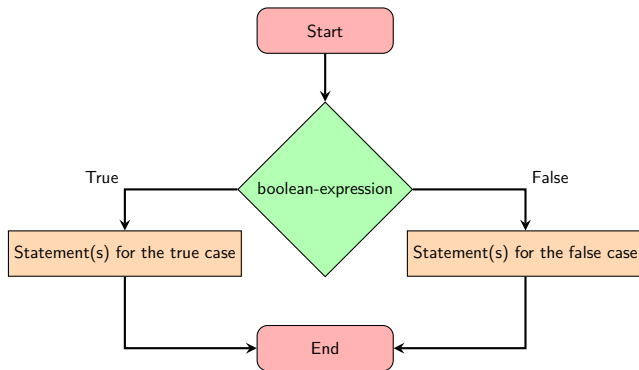 Start
boolean-expression
True
False
Statement(s) for the true case
Statement(s) for the false case
End